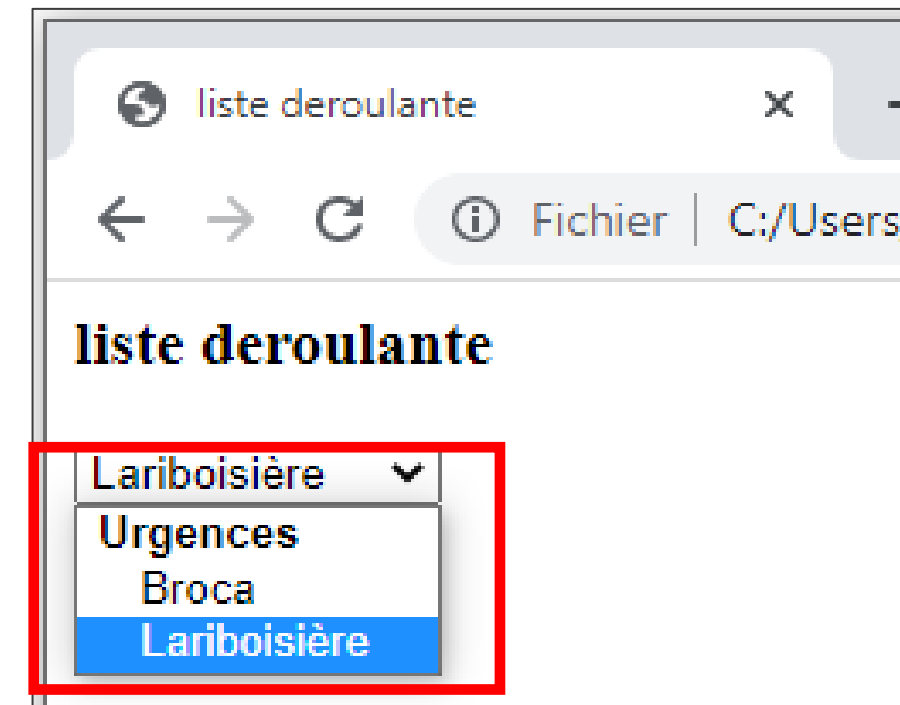 liste deroulante
Fichier | C:/Users
liste deroulante
Lariboisière
Urgences
Broca
Lariboisière